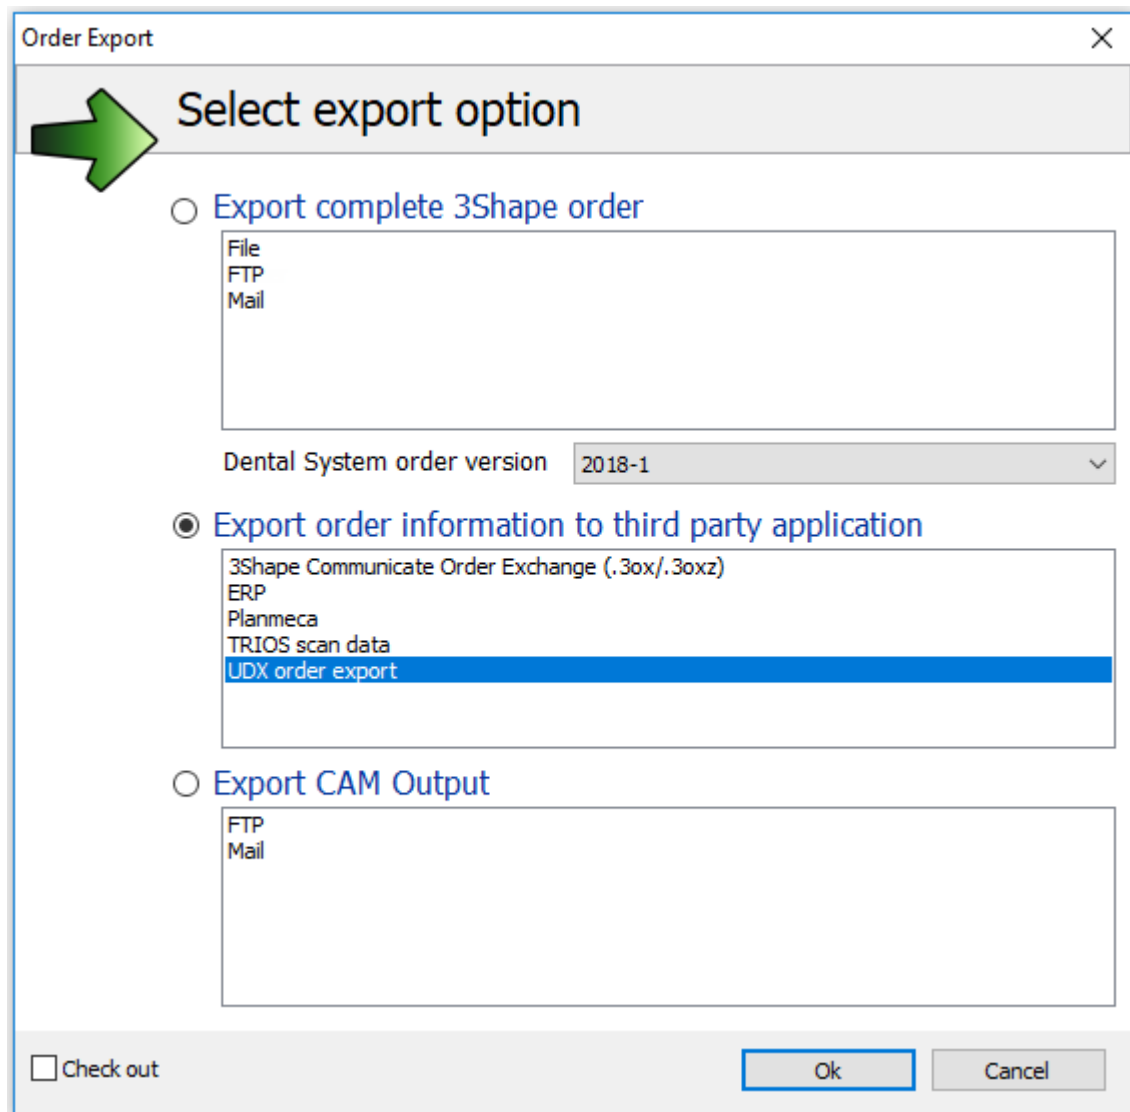 Order Export
Select export option
Export complete 3Shape order
File
FTP
Mail
Dental System order version 2018-1
Export order information to third party application
3Shape Communicate Order Exchange (.3ox/.3oxz)
ERP
Planmeca
TRIOS scan data
UDX order export
Export CAM Output
FTP
Mail
Check out Ok Cancel